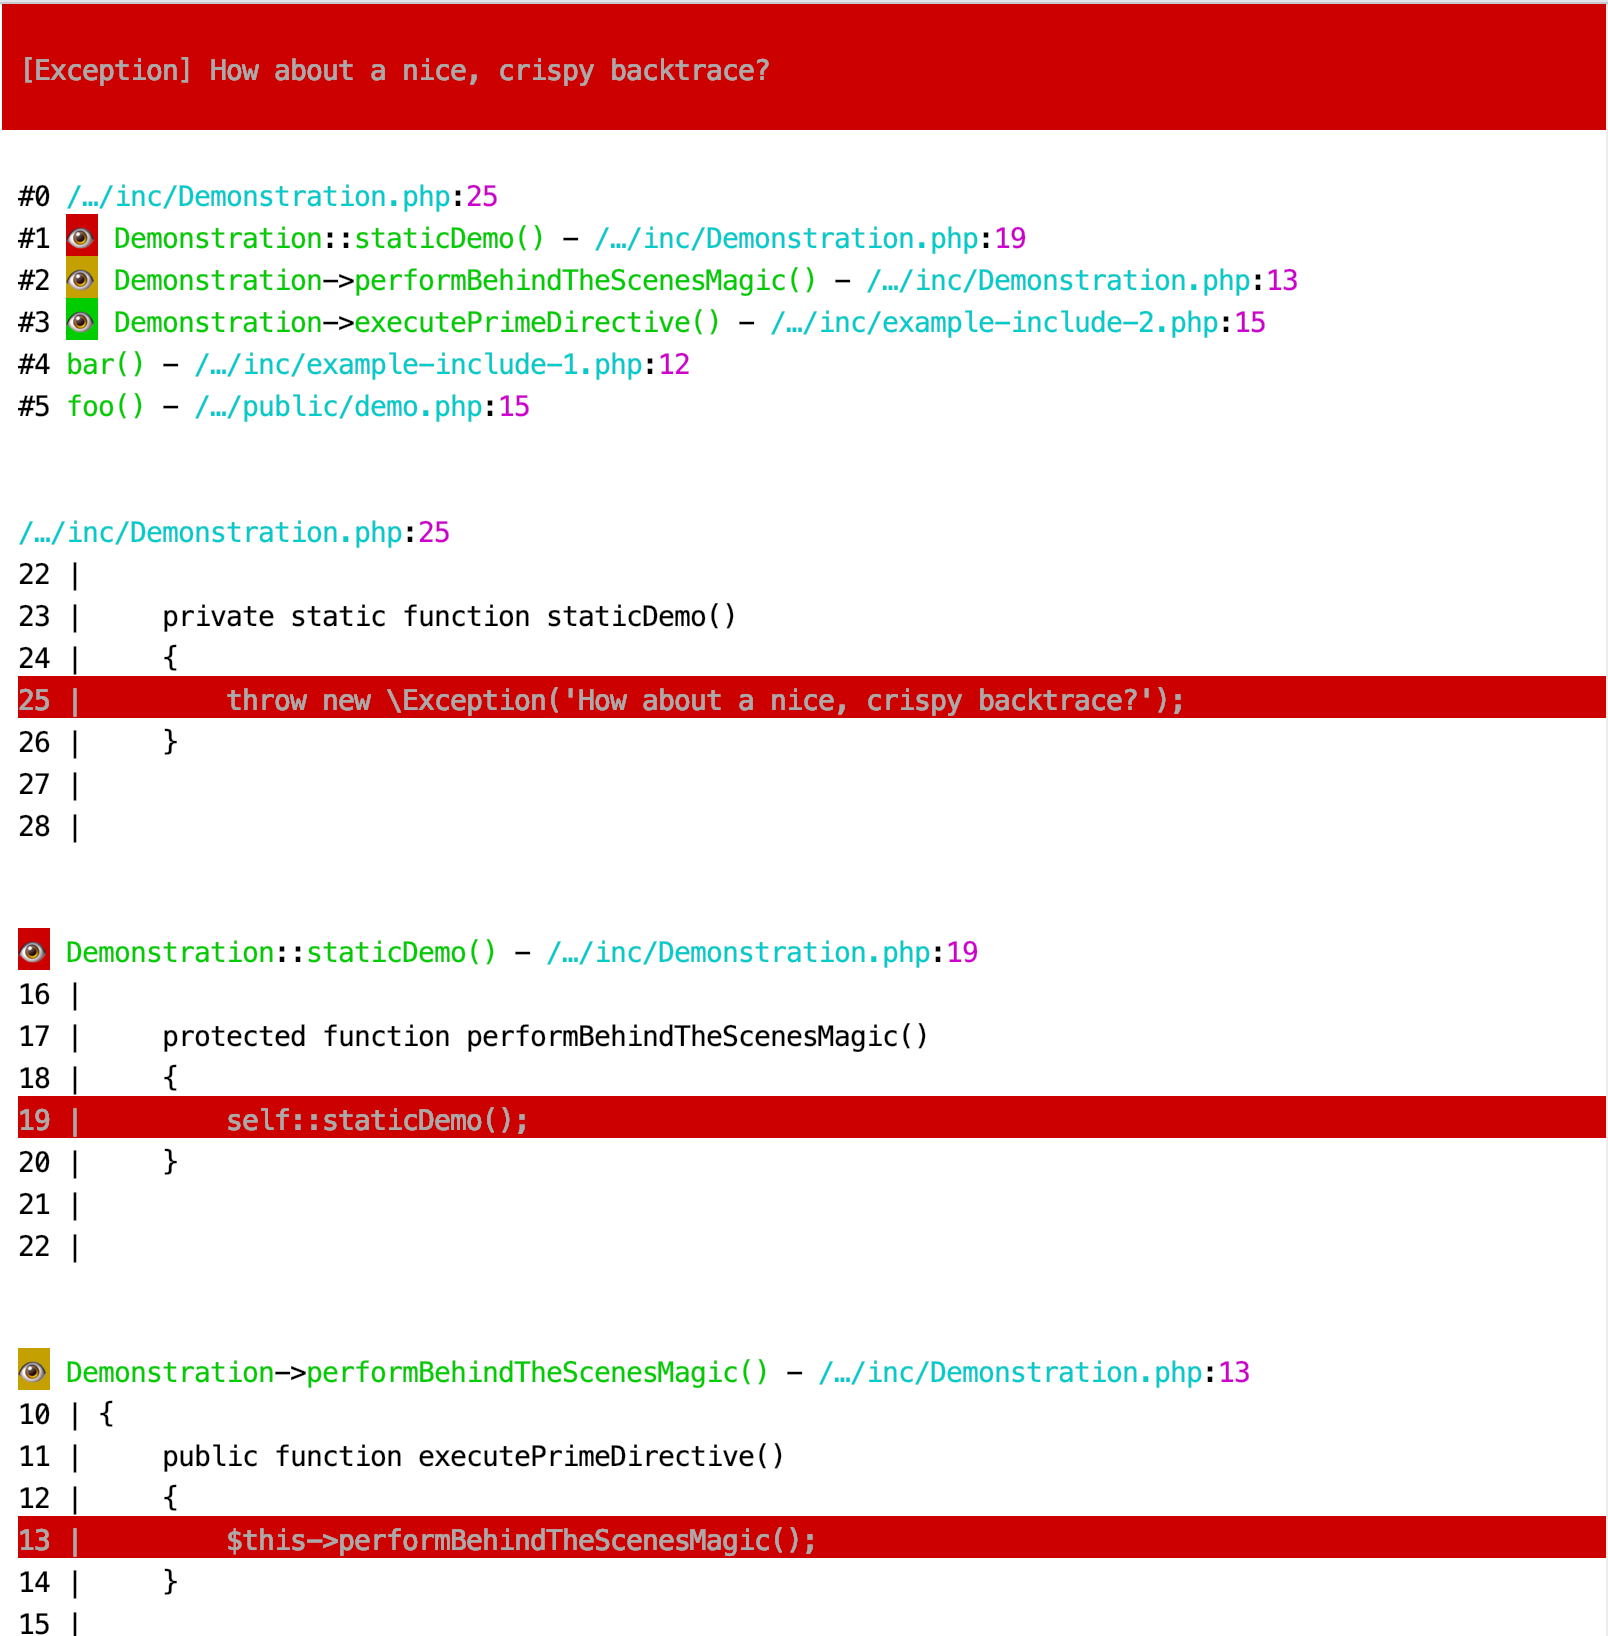 [Exception] How about a nice, crispy backtrace?
#0 /…/inc/Demonstration.php:25
#1 👁 Demonstration::staticDemo() – /…/inc/Demonstration.php:19
#2 👁 Demonstration->performBehindTheScenesMagic() – /…/inc/Demonstration.php:13
#3 👁 Demonstration->executePrimeDirective() – /…/inc/example-include-2.php:15
#4 bar() – /…/inc/example-include-1.php:12
#5 foo() – /…/public/demo.php:15
/…/inc/Demonstration.php:25
22 |
23 |     private static function staticDemo()
24 |     {
25 |         throw new \Exception('How about a nice, crispy backtrace?');
26 |     }
27 |
28 |
👁 Demonstration::staticDemo() – /…/inc/Demonstration.php:19
16 |
17 |     protected function performBehindTheScenesMagic()
18 |     {
19 |         self::staticDemo();
20 |     }
21 |
22 |
👁 Demonstration->performBehindTheScenesMagic() – /…/inc/Demonstration.php:13
10 | {
11 |     public function executePrimeDirective()
12 |     {
13 |         $this->performBehindTheScenesMagic();
14 |     }
15 |